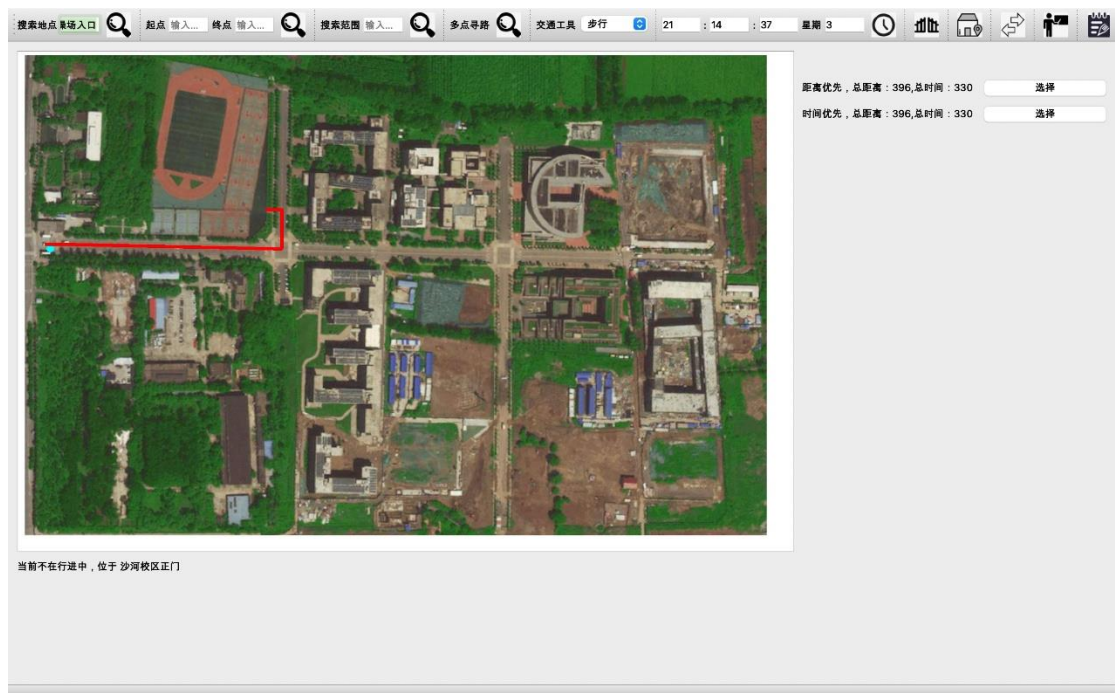 搜索地点 操场入口 起点 输入... 终点 输入... 搜索范围 输入... 多点寻路 交通工具 步行 21 : 14 : 37 星期 3
距离优先，总距离：396,总时间：330 选择
时间优先，总距离：396,总时间：330 选择
当前不在行进中，位于 沙河校区正门